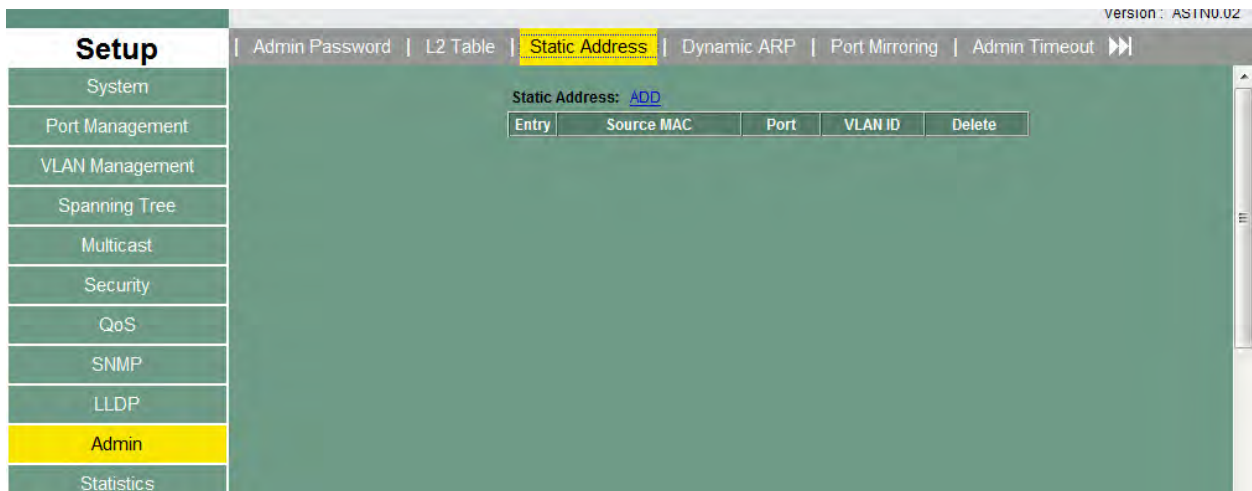 Version : ASTN0.02
Setup
| Admin Password | L2 Table | Static Address | Dynamic ARP | Port Mirroring | Admin Timeout
System
Port Management
VLAN Management
Spanning Tree
Multicast
Security
QoS
SNMP
LLDP
Admin
Statistics
Static Address: ADD
Entry Source MAC Port VLAN ID Delete